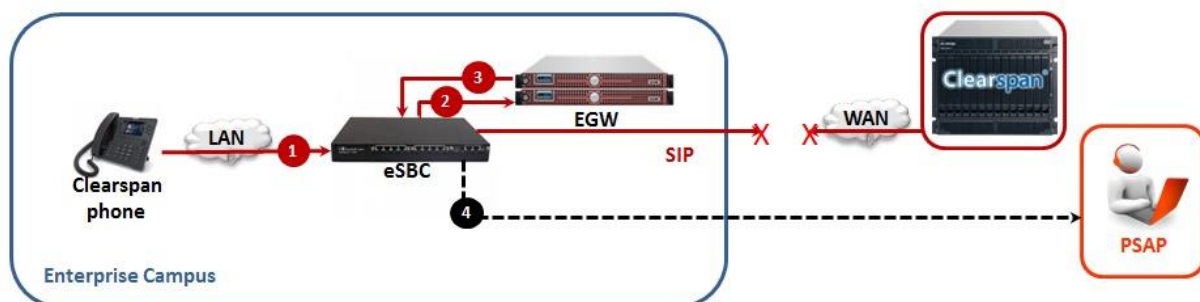 3
2
EGW
LAN
1
eSBC
Clearspan
phone
SIP
X X
WAN
Clearspan
4
PSAP
Enterprise Campus